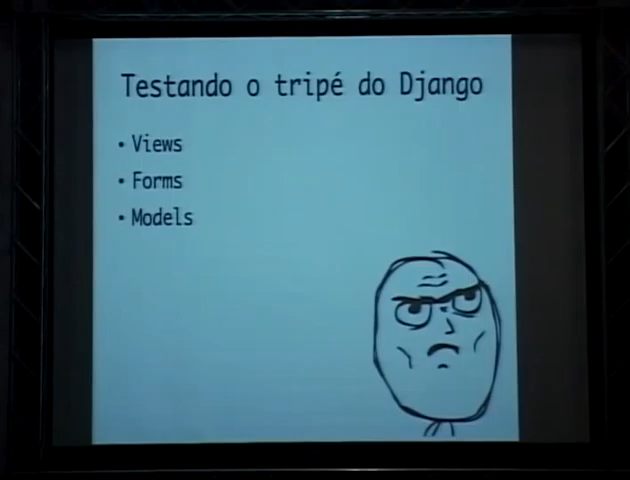 Testando o tripé do Django
• Views
• Forms
• Models